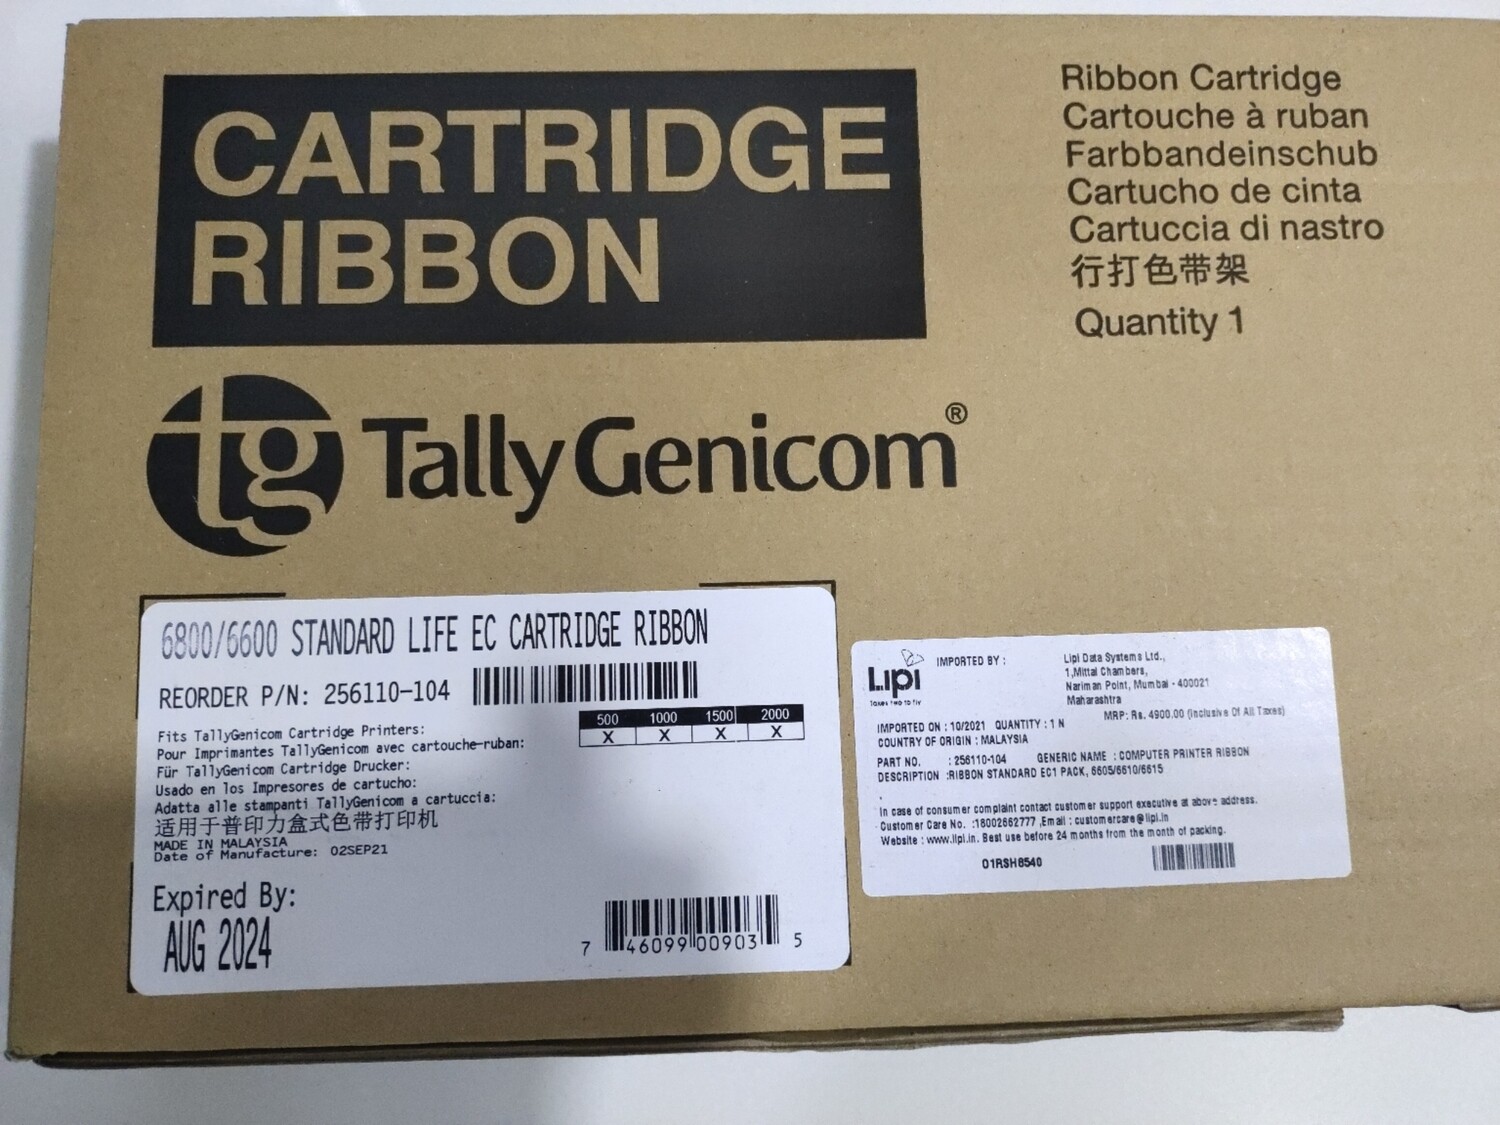 CARTRIDGE
RIBBON
Ribbon Cartridge
Cartouche à ruban
Farbbandeinschub
Cartucho de cinta
Cartuccia di nastro
行打色带架
Quantity 1
tg TallyGenicom®
6800/6600 STANDARD LIFE EC CARTRIDGE RIBBON
REORDER P/N: 256110-104
500 1000 1500 2000
X X X X
Fits TallyGenicom Cartridge Printers:
Pour Imprimantes TallyGenicom avec cartouche-ruban:
Für TallyGenicom Cartridge Drucker:
Usado en los Impresores de cartucho:
Adatta alle stampanti TallyGenicom a cartuccia:
适用于普印力盒式色带打印机
MADE IN MALAYSIA
Date of Manufacture: 02SEP21
Expired By:
AUG 2024
7 46099 00903 5
Lipi
IMPORTED BY :
Lipi Data Systems Ltd.,
1,Mittal Chambers,
Nariman Point, Mumbai - 400021
Maharashtra
MRP: Rs. 4900.00 (Inclusive Of All Taxes)
IMPORTED ON : 10/2021 QUANTITY : 1 N
COUNTRY OF ORIGIN : MALAYSIA
PART NO. : 256110-104 GENERIC NAME : COMPUTER PRINTER RIBBON
DESCRIPTION :RIBBON STANDARD EC1 PACK, 6605/6610/6615
In case of consumer complaint contact customer support executive at above address.
Customer Care No. :18002662777 ,Email : customercare@lipi.in
Website : www.lipi.in. Best use before 24 months from the month of packing.
01RSH6540